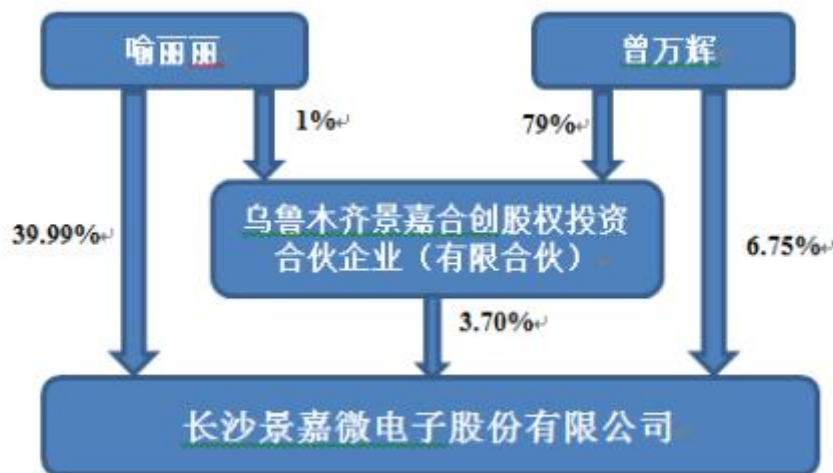 喻丽丽
曾万辉
1%
79%
乌鲁木齐景嘉合创股权投资
合伙企业（有限合伙）
39.99%
6.75%
3.70%
长沙景嘉微电子股份有限公司